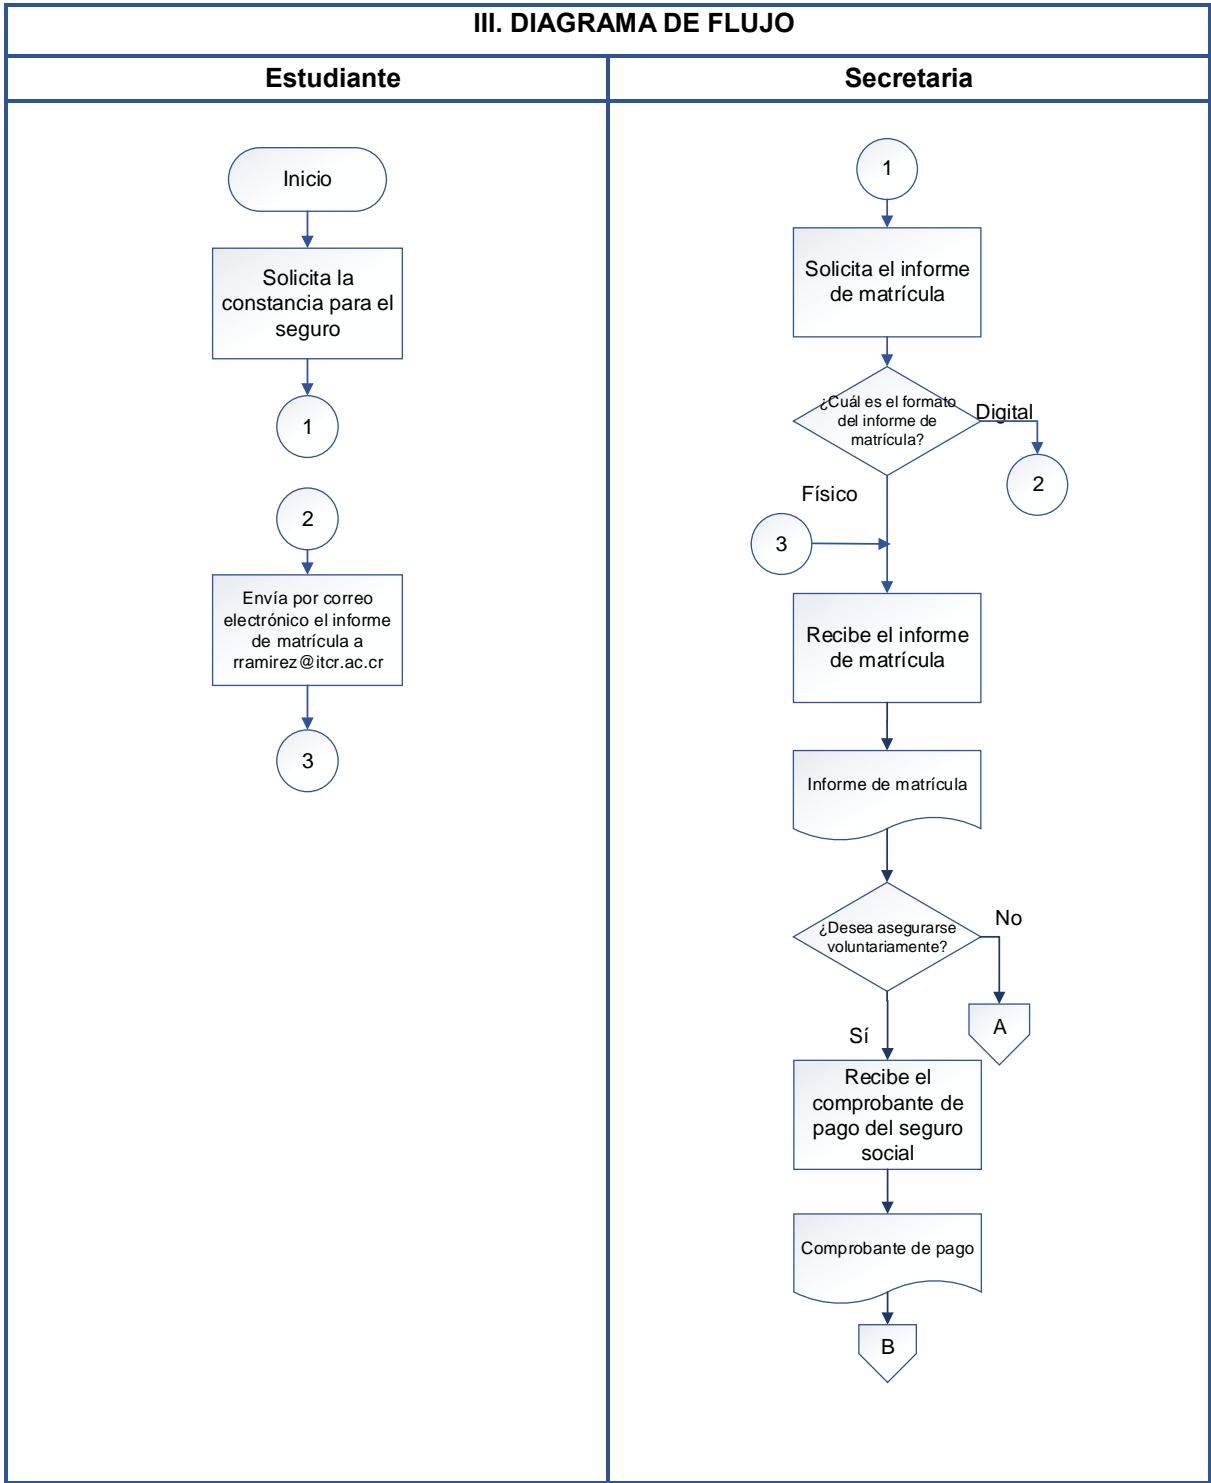 III. DIAGRAMA DE FLUJO
Estudiante
Secretaria
Inicio
Solicita la
constancia para el
seguro
1
2
Envía por correo
electrónico el informe
de matrícula a
rramirez@itcr.ac.cr
3
1
Solicita el informe
de matrícula
¿Cuál es el formato
del informe de
matrícula?
Digital
2
Físico
3
Recibe el informe
de matrícula
Informe de matrícula
¿Desea asegurarse
voluntariamente?
No
A
Sí
Recibe el
comprobante de
pago del seguro
social
Comprobante de pago
B